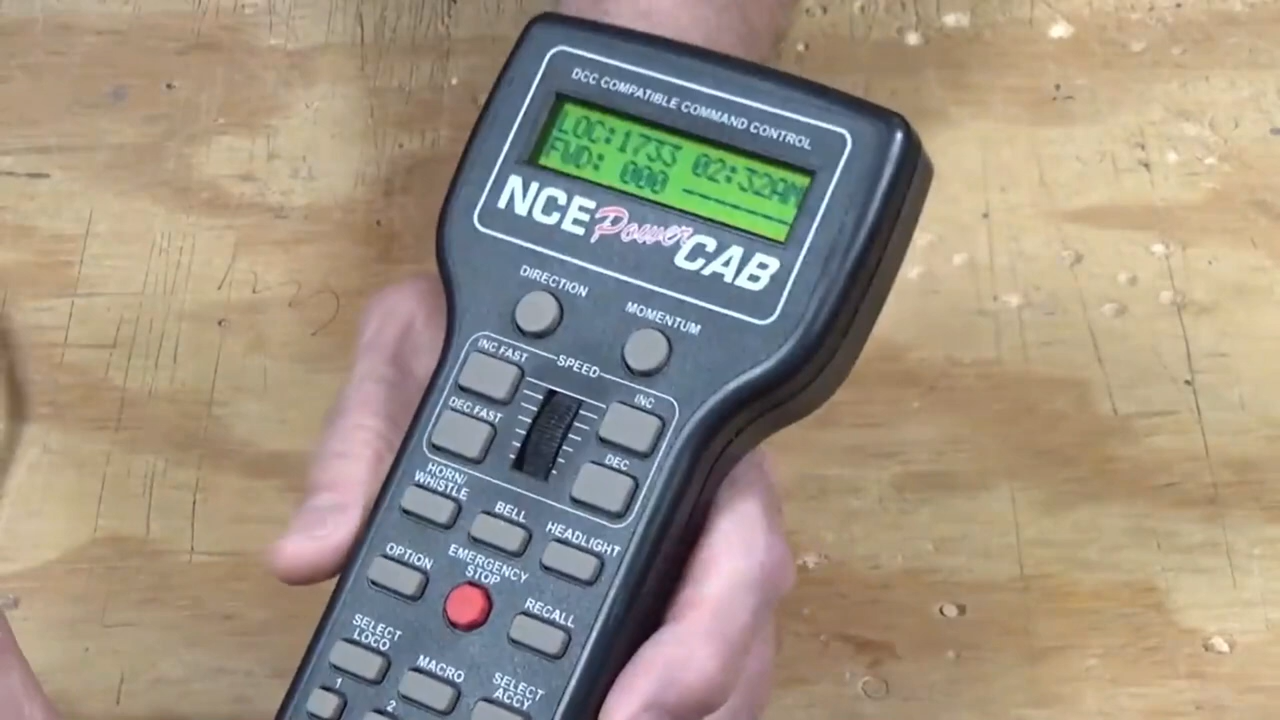 DCC COMPATIBLE COMMAND CONTROL
LOC:1733 02:32AM
FWD: 000
NCE Power CAB
DIRECTION
MOMENTUM
INC FAST
SPEED
INC
DEC FAST
DEC
HORN/
WHISTLE
BELL
HEADLIGHT
OPTION
EMERGENCY
STOP
RECALL
SELECT
LOCO
MACRO
SELECT
ACCY
1
2